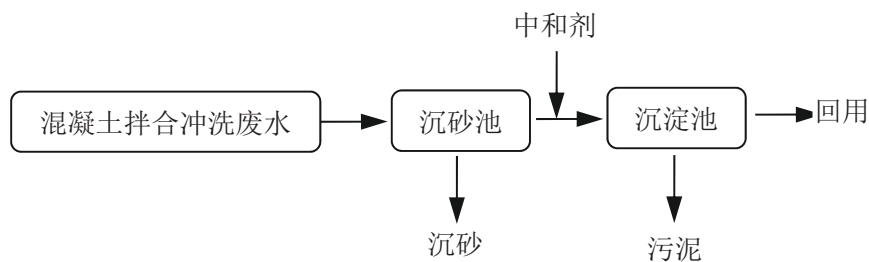 中和剂
混凝土拌合冲洗废水
沉砂池
沉淀池
回用
沉砂
污泥